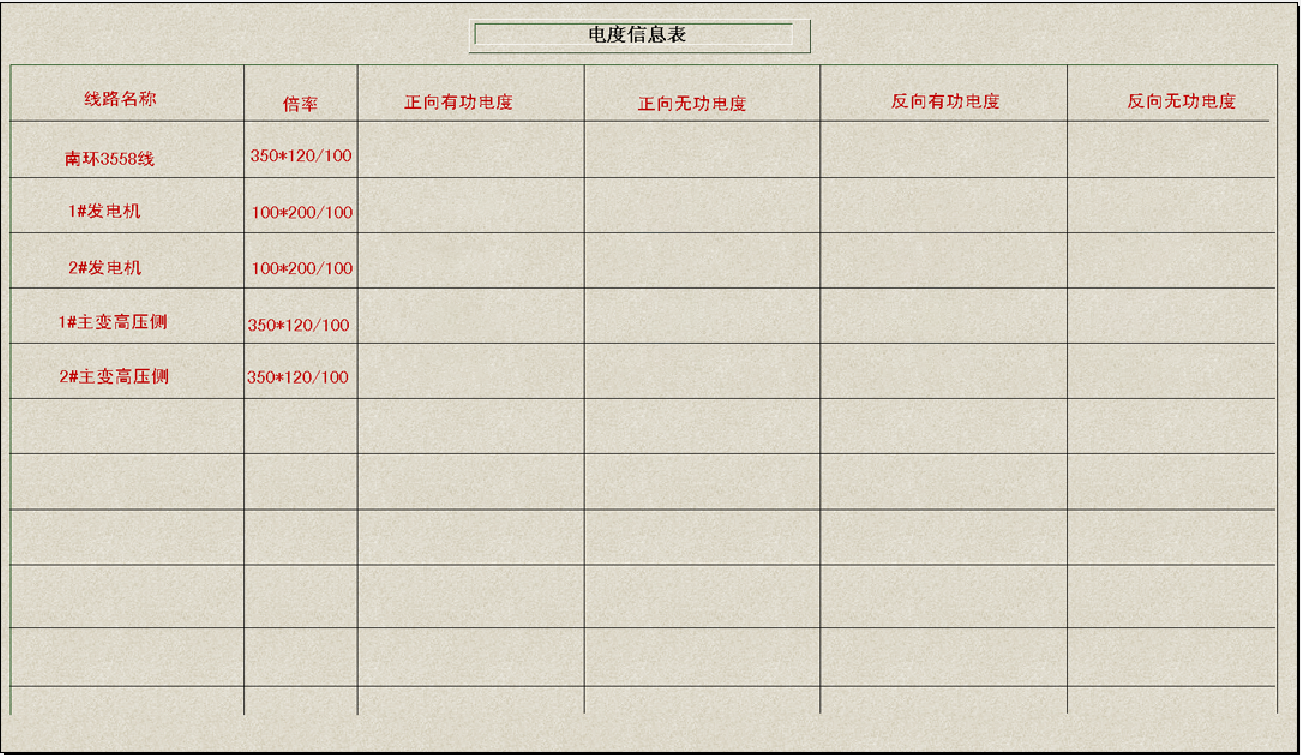 电度信息表
线路名称 倍率 正向有功电度 正向无功电度 反向有功电度 反向无功电度
南环3558线 350*120/100
1#发电机 100*200/100
2#发电机 100*200/100
1#主变高压侧 350*120/100
2#主变高压侧 350*120/100